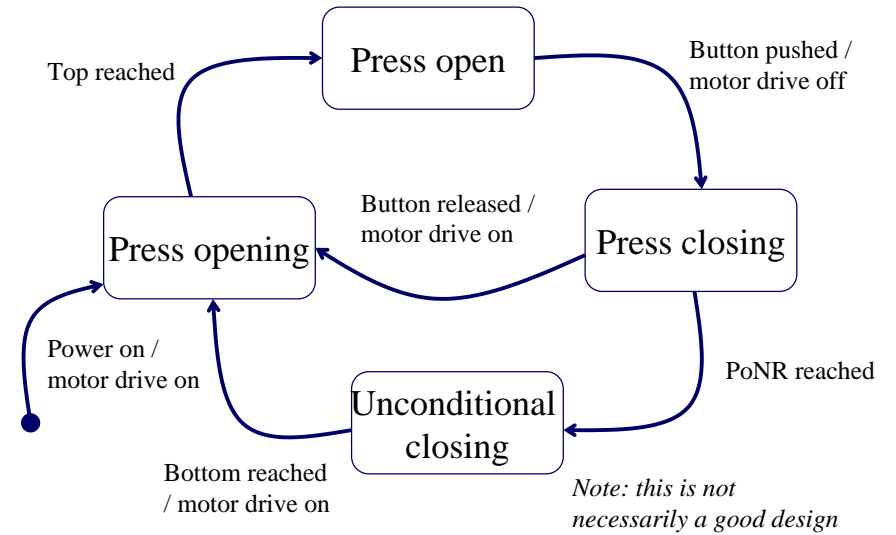 Press open
Button pushed /
motor drive off
Top reached
Button released /
motor drive on
Press opening
Press closing
Power on /
motor drive on
PoNR reached
Unconditional
closing
Bottom reached
/ motor drive on
Note: this is not
necessarily a good design